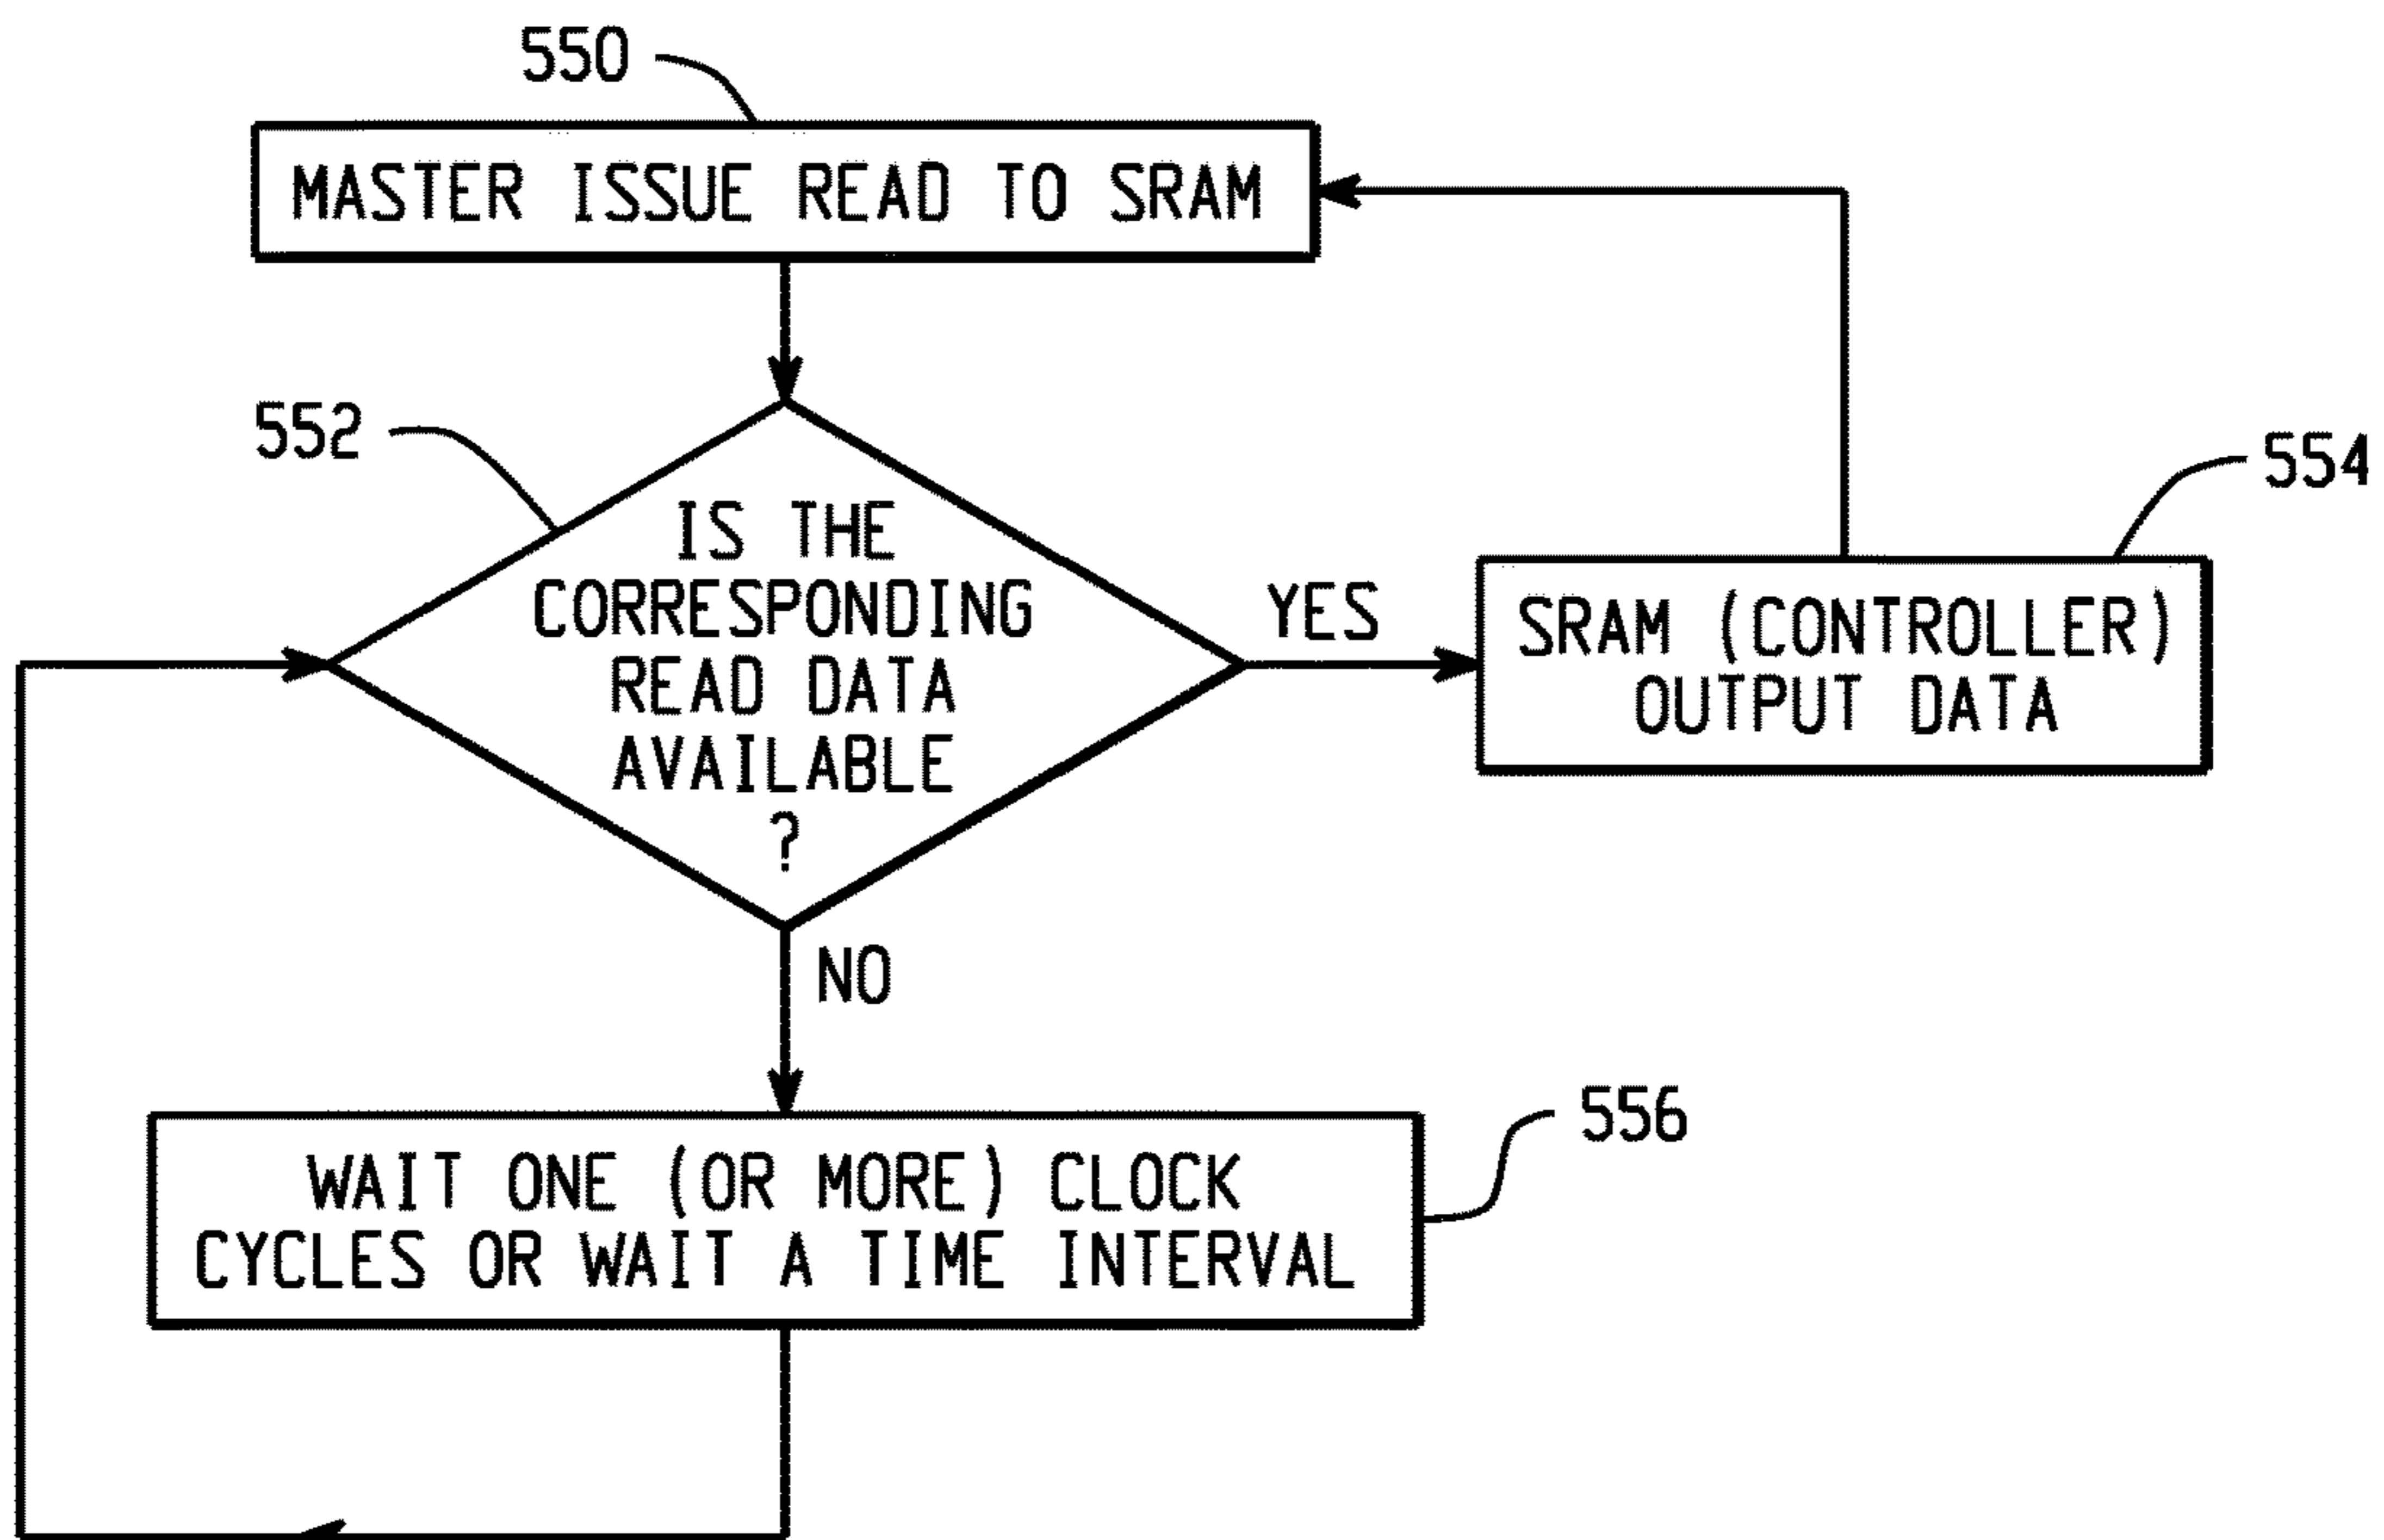 550
MASTER ISSUE READ TO SRAM
552
IS THE
CORRESPONDING
READ DATA
AVAILABLE
?
YES
554
SRAM (CONTROLLER)
OUTPUT DATA
NO
556
WAIT ONE (OR MORE) CLOCK
CYCLES OR WAIT A TIME INTERVAL